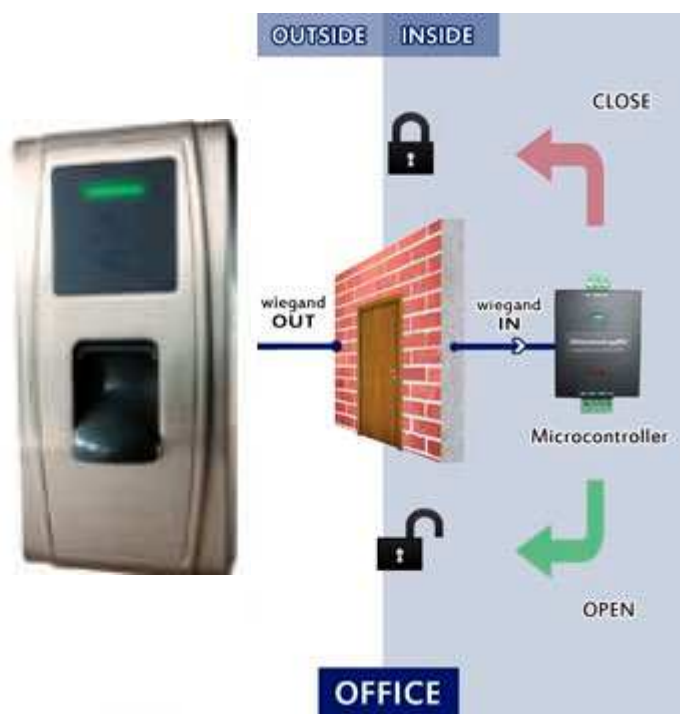 OUTSIDE INSIDE
CLOSE
wiegand
OUT
wiegand
IN
Microcontroller
OPEN
OFFICE